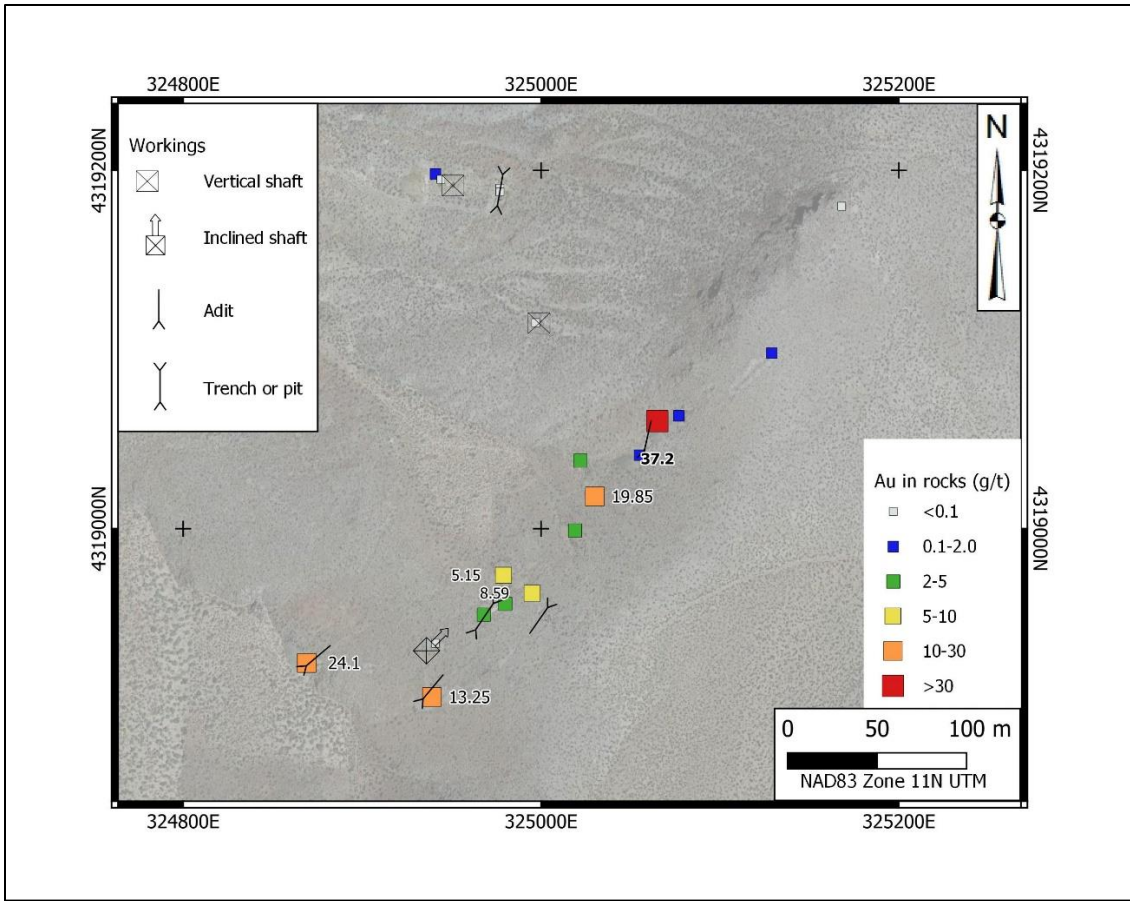 324800E 325000E 325200E
Workings
Vertical shaft
Inclined shaft
Adit
Trench or pit
N
4319200N
4319200N
4319000N
4319000N
37.2
19.85
5.15
8.59
24.1
13.25
Au in rocks (g/t)
<0.1
0.1-2.0
2-5
5-10
10-30
>30
0 50 100 m
NAD83 Zone 11N UTM
324800E 325000E 325200E